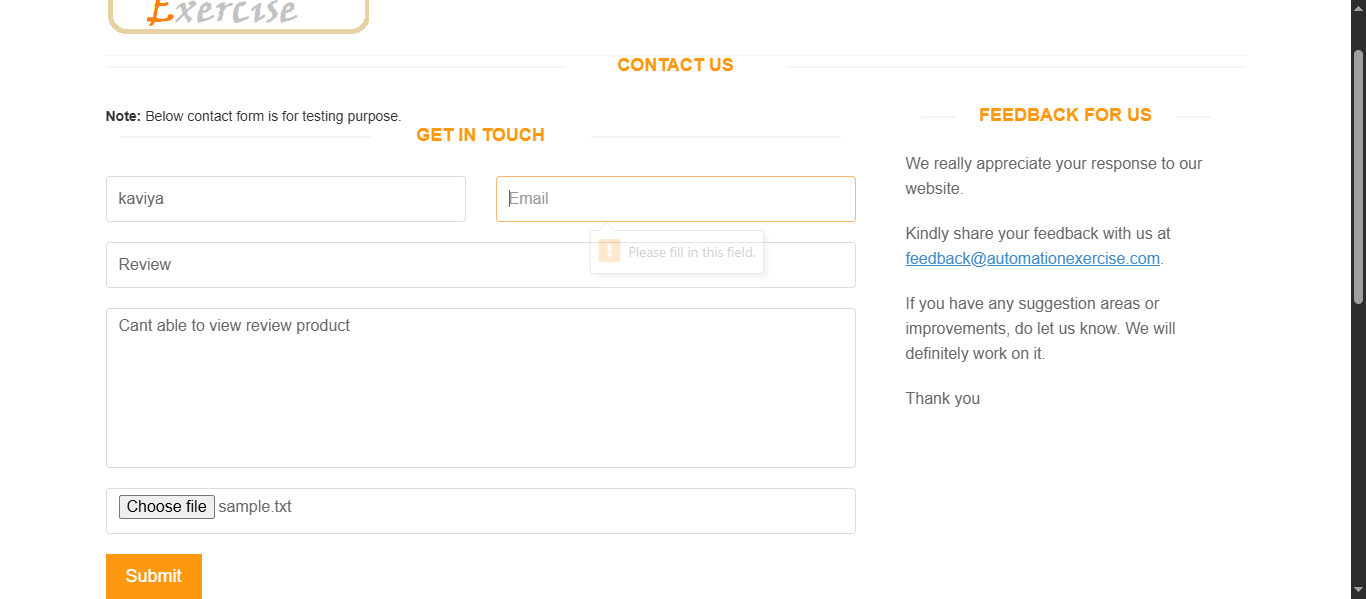 Exercise
CONTACT US
Note: Below contact form is for testing purpose.
GET IN TOUCH
kaviya
Email
Please fill in this field.
Review
Cant able to view review product
Choose file sample.txt
Submit
FEEDBACK FOR US
We really appreciate your response to our
website.
Kindly share your feedback with us at
feedback@automationexercise.com.
If you have any suggestion areas or
improvements, do let us know. We will
definitely work on it.
Thank you